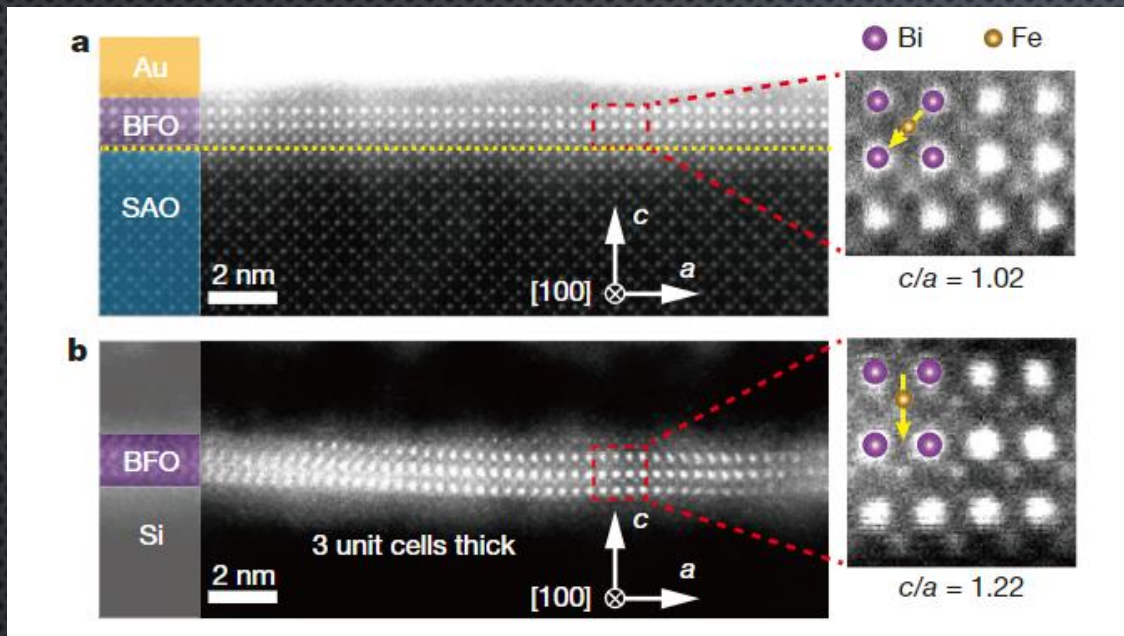 a
Au
BFO
SAO
2 nm
c
a
[100]
Bi
Fe
c/a = 1.02
b
BFO
Si
3 unit cells thick
2 nm
c
a
[100]
c/a = 1.22